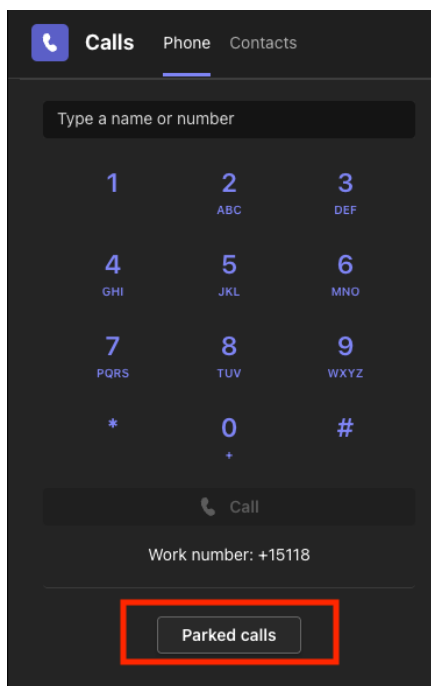 Calls Phone Contacts
Type a name or number
1 2 3
ABC DEF
4 5 6
GHI JKL MNO
7 8 9
PQRS TUV WXYZ
* 0 #
+
Call
Work number: +15118
Parked calls